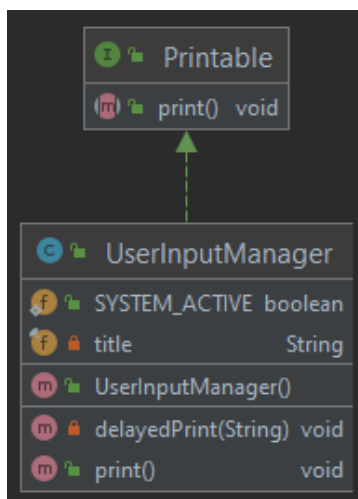 I Printable
m print() void
C UserInputManager
f SYSTEM_ACTIVE boolean
f title String
m UserInputManager()
m delayedPrint(String) void
m print() void